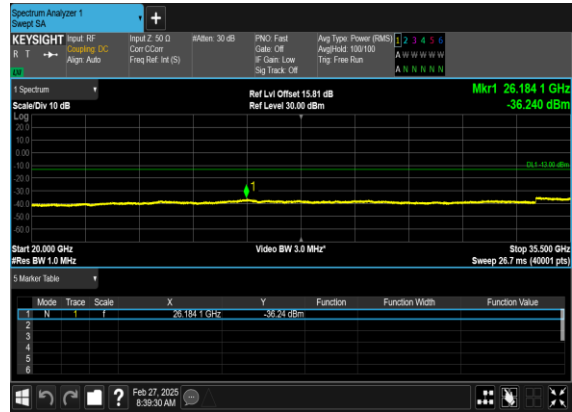 Spectrum Analyzer 1
Swept SA
+
KEYSIGHT
R T
Input: RF
Coupling: DC
Align: Auto
Input Z: 50 Ω
Corr CCorr
Freq Ref: Int (S)
#Atten: 30 dB
PNO: Fast
Gate: Off
IF Gain: Low
Sig Track: Off
Avg Type: Power (RMS)
Avg|Hold: 100/100
Trig: Free Run
1 2 3 4 5 6
A W W W W W
A N N N N N
1 Spectrum
Scale/Div 10 dB
Ref Lvl Offset 15.81 dB
Ref Level 30.00 dBm
Mkr1 26.184 1 GHz
-36.240 dBm
Log
20.0
10.0
0.00
-10.0
-20.0
-30.0
-40.0
-50.0
-60.0
DL1 -13.00 dBm
1
Start 20.000 GHz
#Res BW 1.0 MHz
Video BW 3.0 MHz*
Stop 35.500 GHz
Sweep 26.7 ms (40001 pts)
5 Marker Table
Mode Trace Scale X Y Function Function Width Function Value
1 N 1 f 26.184 1 GHz -36.24 dBm
2
3
4
5
6
?
Feb 27, 2025
8:39:30 AM